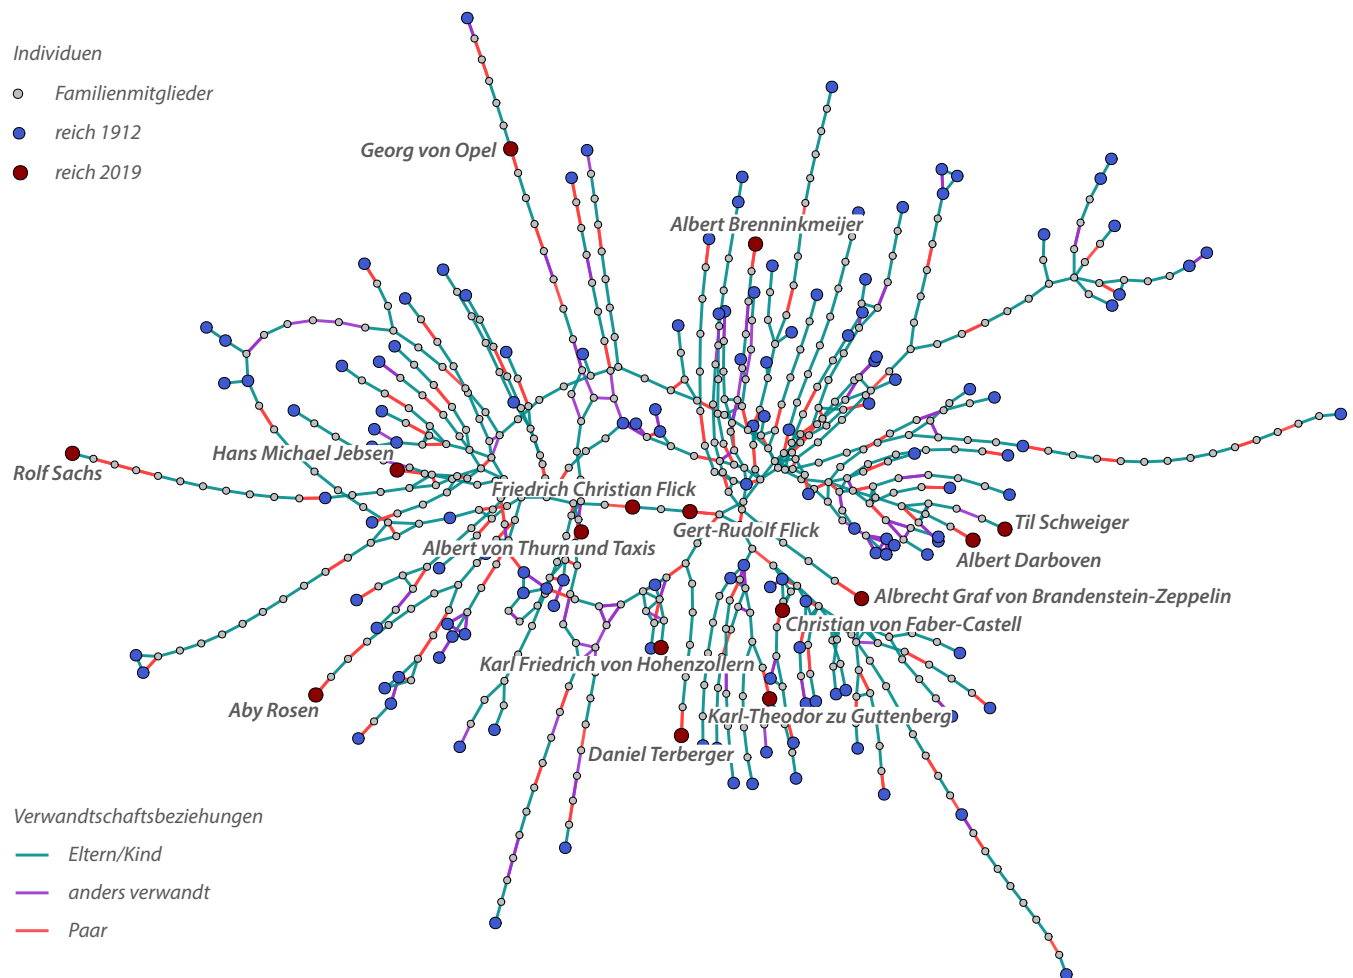 Individuen
Familienmitglieder
reich 1912
reich 2019
Georg von Opel
Albert Brenninkmeijer
Hans Michael Jebsen
Rolf Sachs
Friedrich Christian Flick
Gert-Rudolf Flick
Til Schweiger
Albert von Thurn und Taxis
Albert Darboven
Albrecht Graf von Brandenstein-Zeppelin
Christian von Faber-Castell
Karl Friedrich von Hohenzollern
Aby Rosen
Karl-Theodor zu Guttenberg
Daniel Terberger
Verwandtschaftsbeziehungen
Eltern/Kind
anders verwandt
Paar